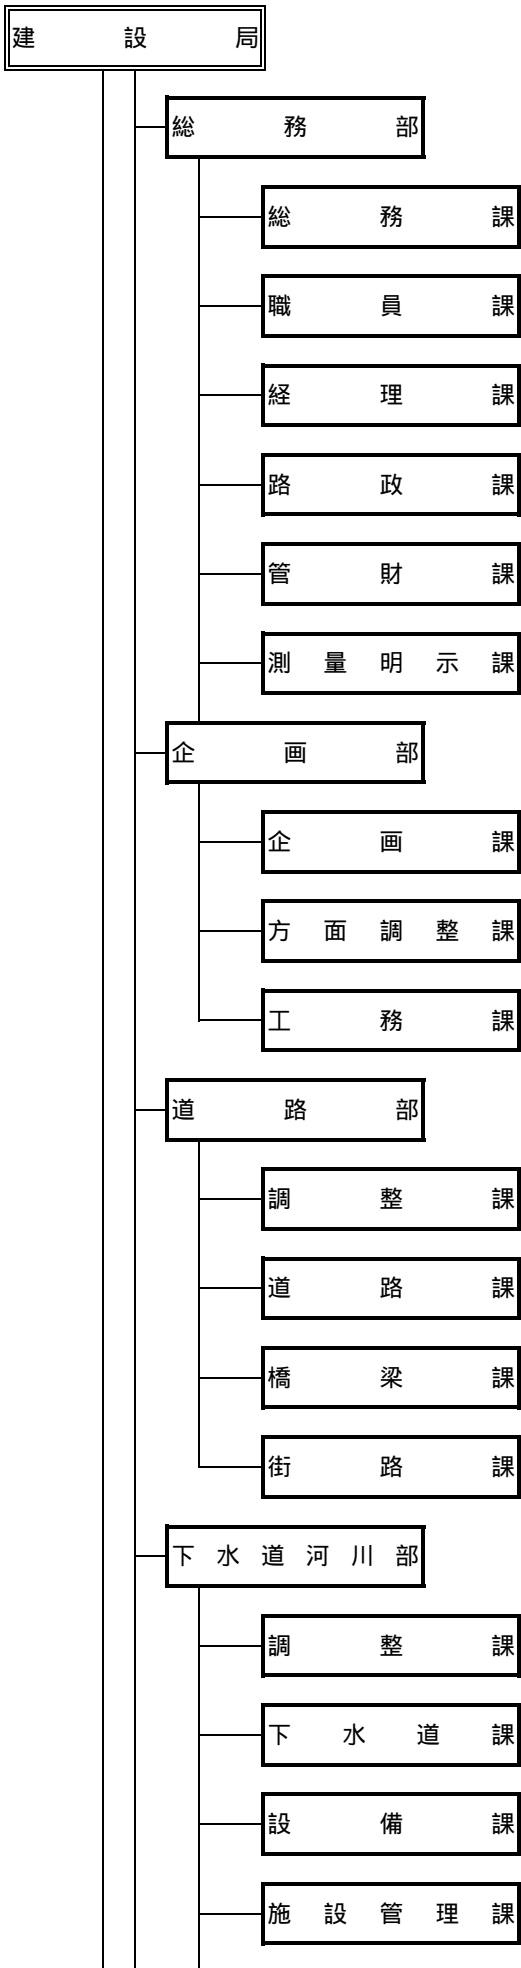 建設局
総務部
総務課
職員課
経理課
路政課
管財課
測量明示課
企画部
企画課
方面調整課
工務課
道路部
調整課
道路課
橋梁課
街路課
下水道河川部
調整課
下水道課
設備課
施設管理課